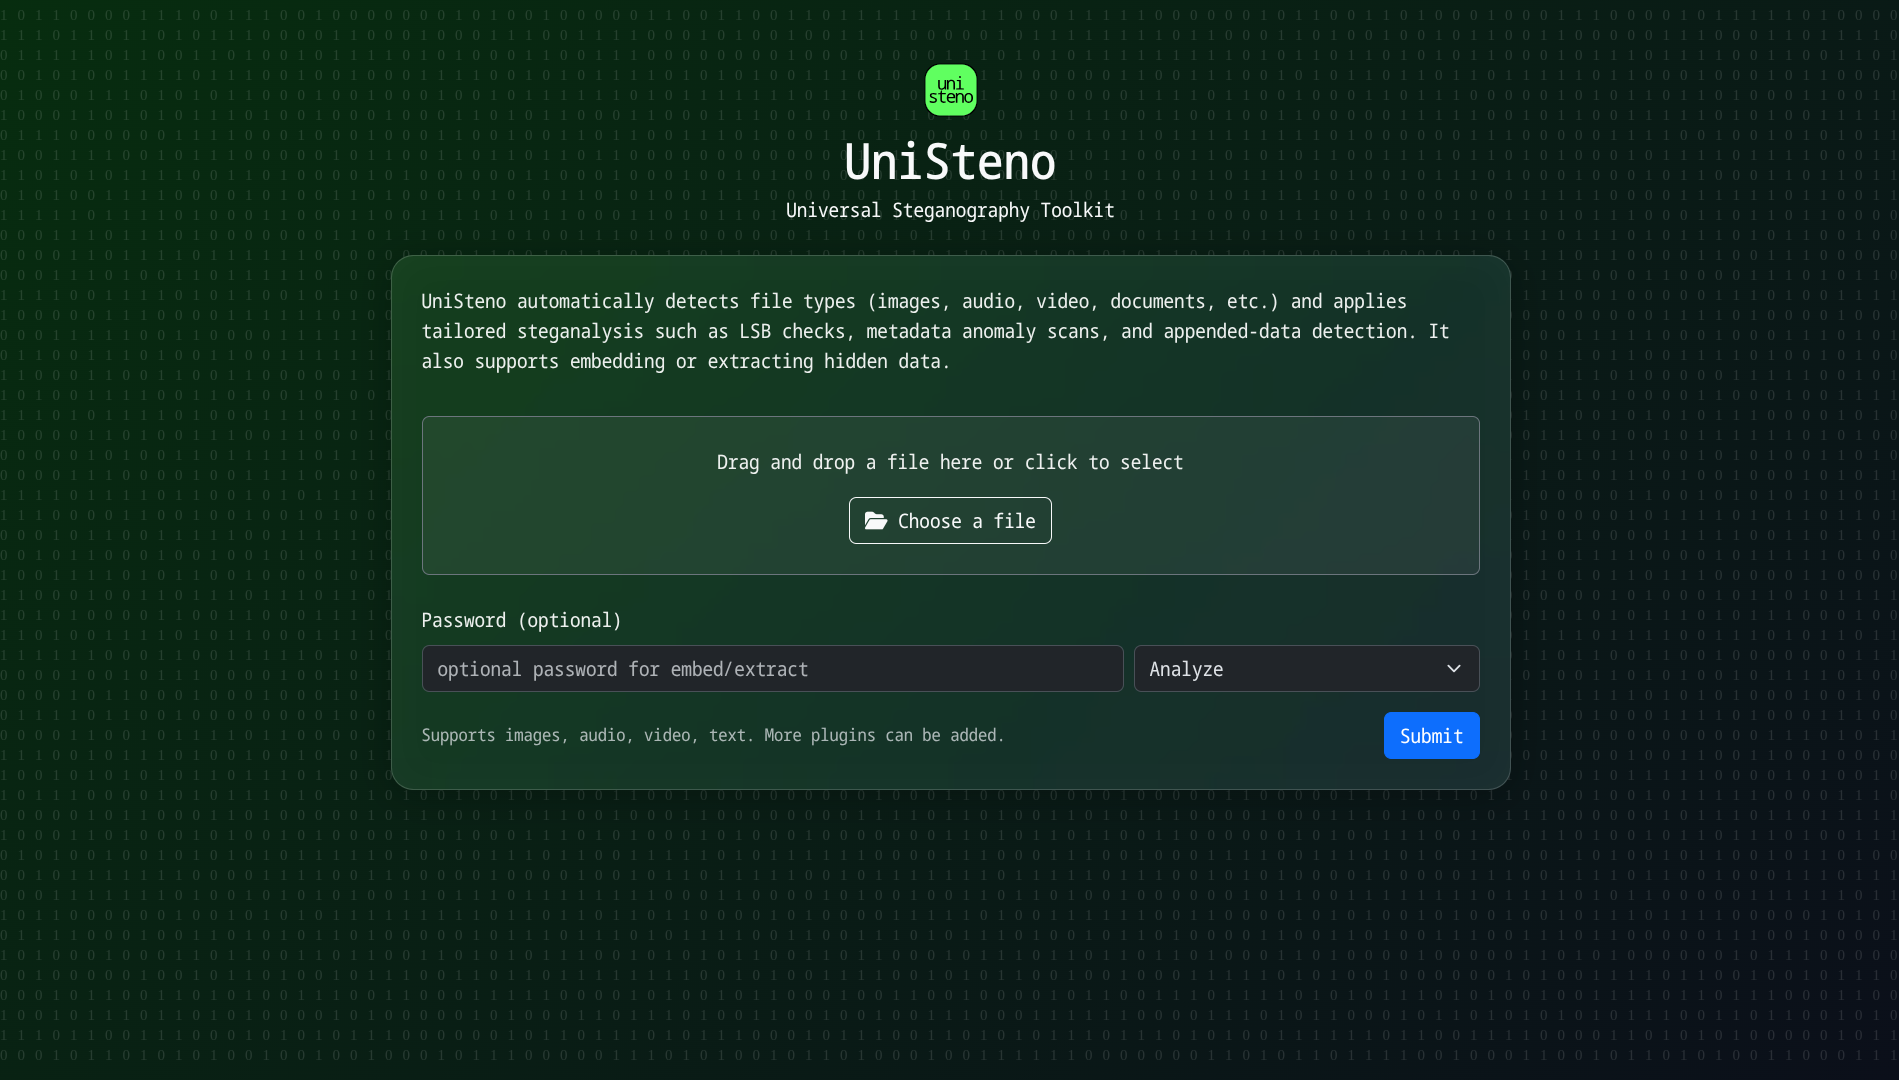 uni
steno
UniSteno
Universal Steganography Toolkit
UniSteno automatically detects file types (images, audio, video, documents, etc.) and applies
tailored steganalysis such as LSB checks, metadata anomaly scans, and appended-data detection. It
also supports embedding or extracting hidden data.
Drag and drop a file here or click to select
Choose a file
Password (optional)
optional password for embed/extract
Analyze
Supports images, audio, video, text. More plugins can be added.
Submit